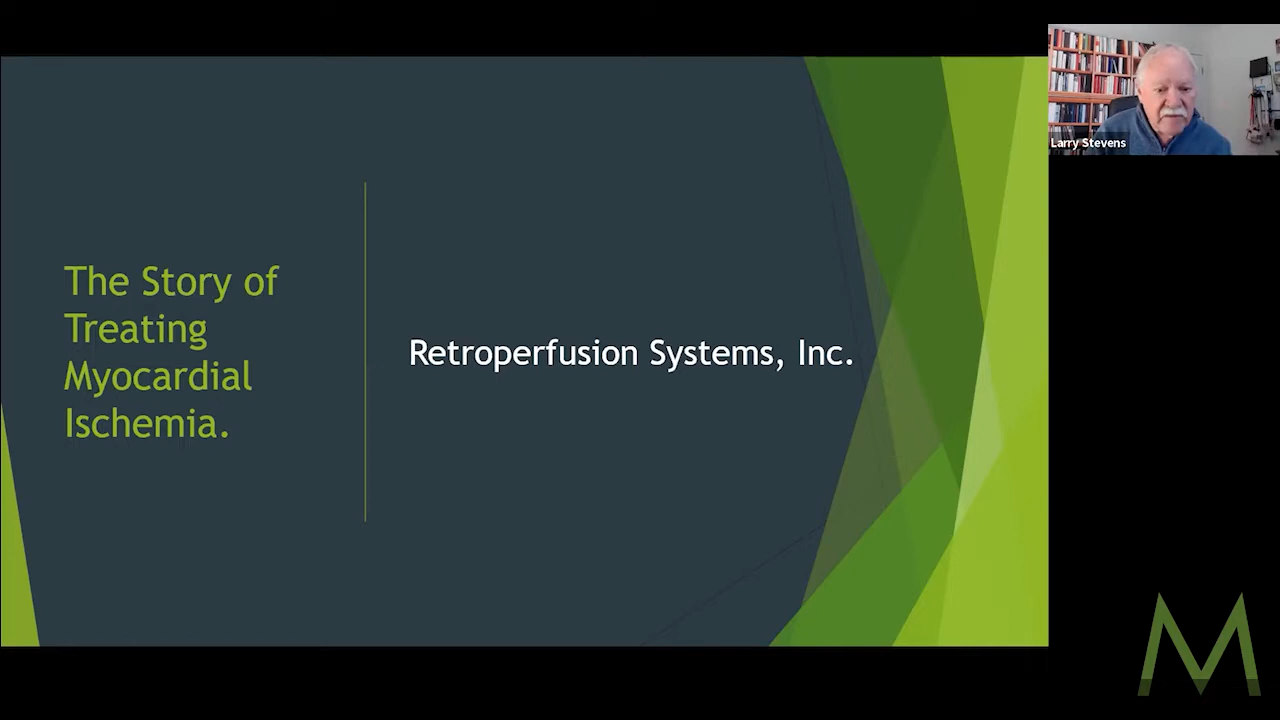 The Story of
Treating
Myocardial
Ischemia.
Retroperfusion Systems, Inc.
Larry Stevens
M